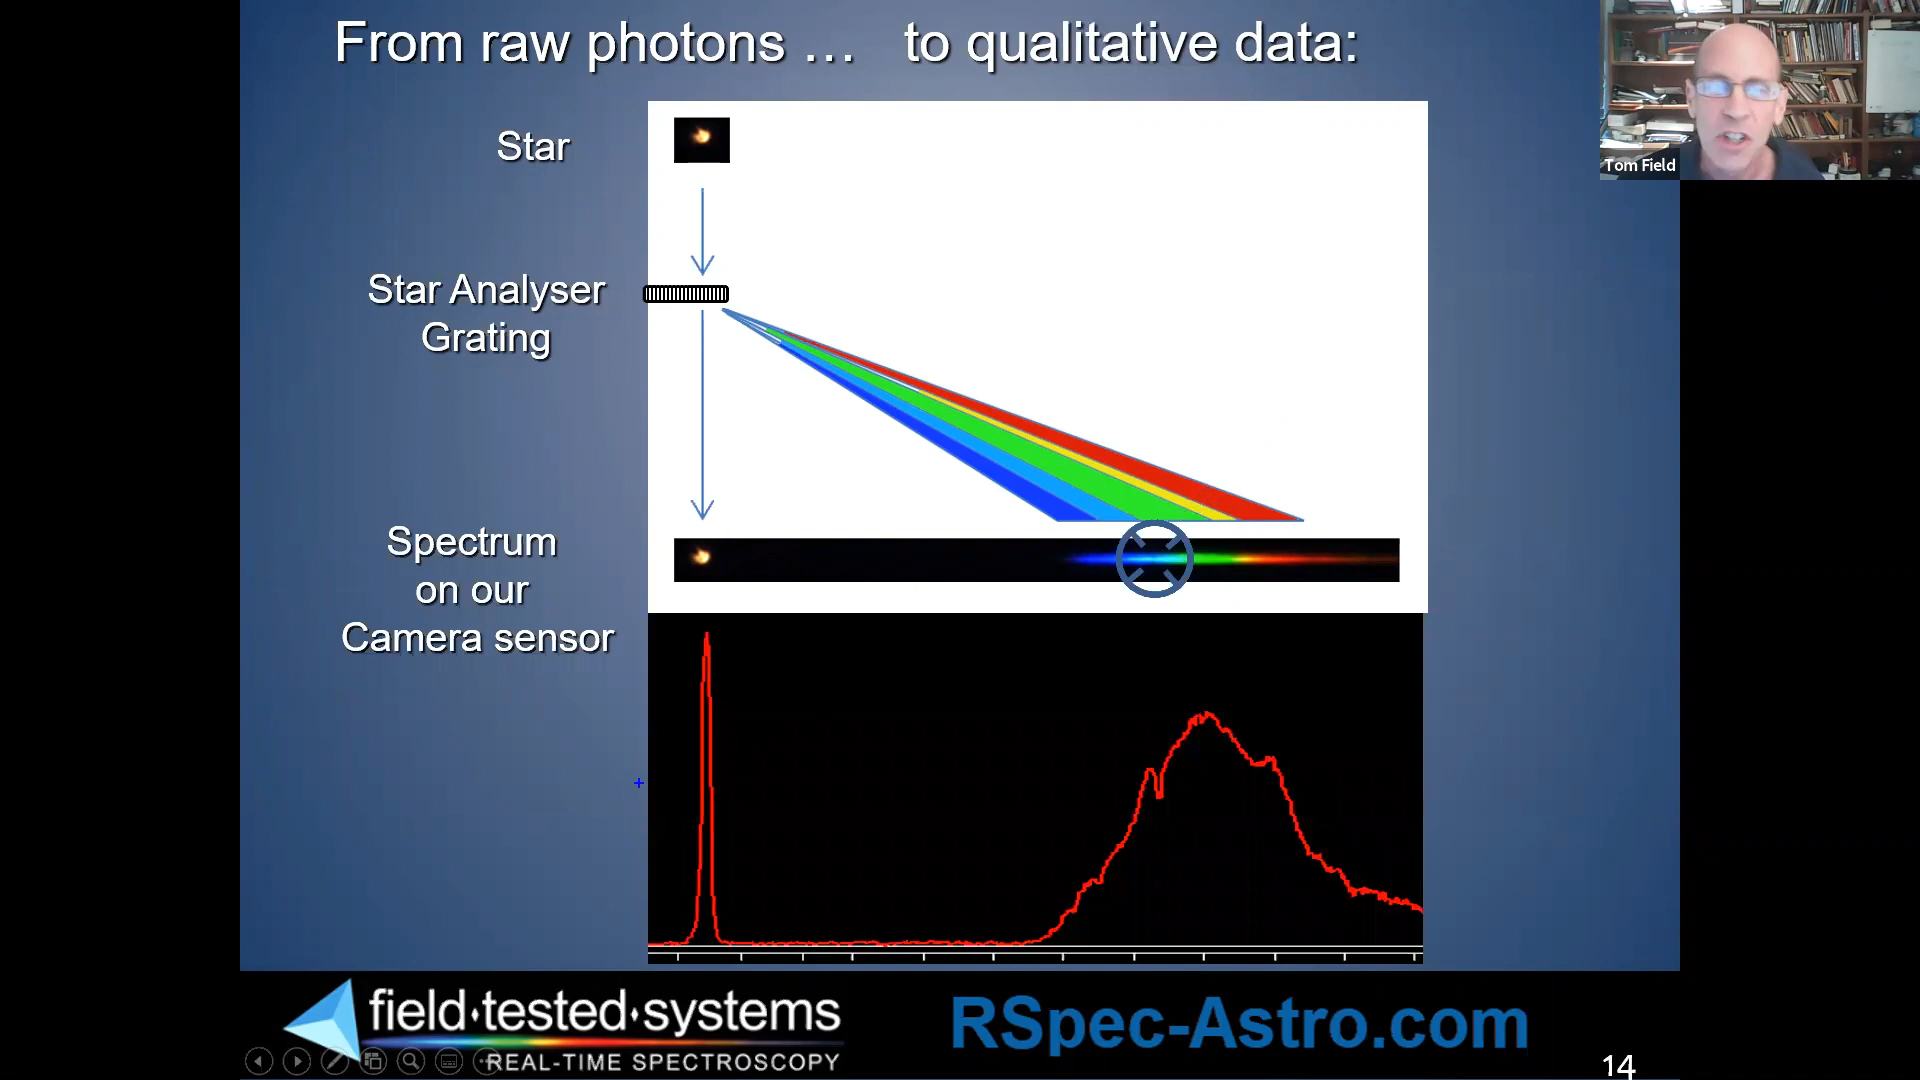 From raw photons … to qualitative data:
Star
Star Analyser
Grating
Spectrum
on our
Camera sensor
Tom Field
field·tested·systems
REAL-TIME SPECTROSCOPY
RSpec-Astro.com
14